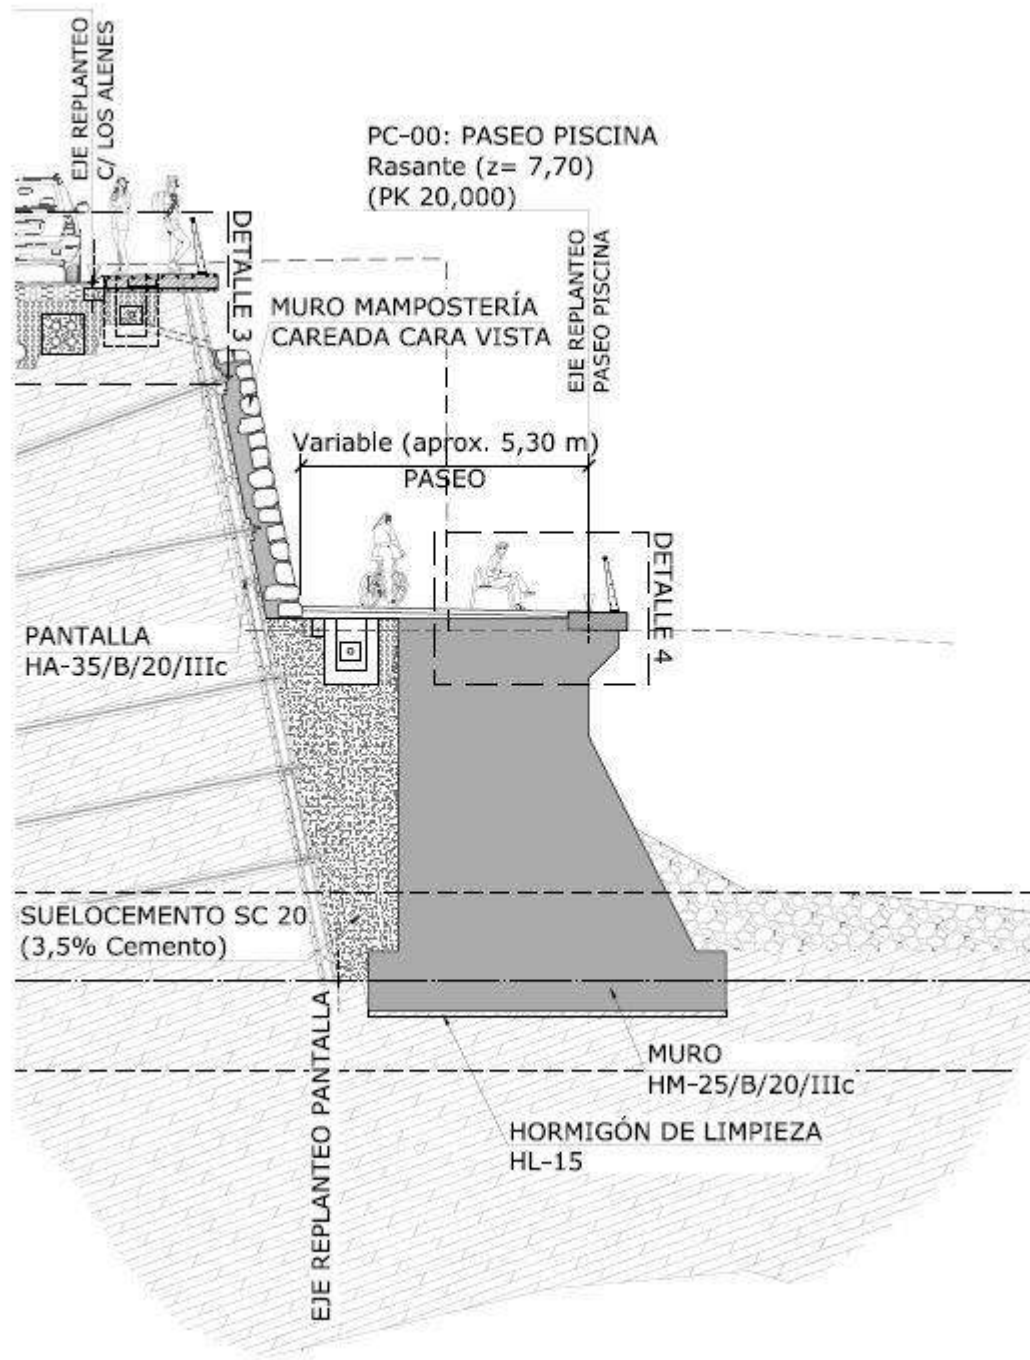 EJE REPLANTEO
C/ LOS ALENES
PC-00: PASEO PISCINA
Rasante (z= 7,70)
(PK 20,000)
EJE REPLANTEO
PASEO PISCINA
DETALLE 3
MURO MAMPOSTERÍA
CAREADA CARA VISTA
Variable (aprox. 5,30 m)
PASEO
DETALLE 4
PANTALLA
HA-35/B/20/IIIc
SUELOCEMENTO SC 20
(3,5% Cemento)
EJE REPLANTEO PANTALLA
MURO
HM-25/B/20/IIIc
HORMIGÓN DE LIMPIEZA
HL-15